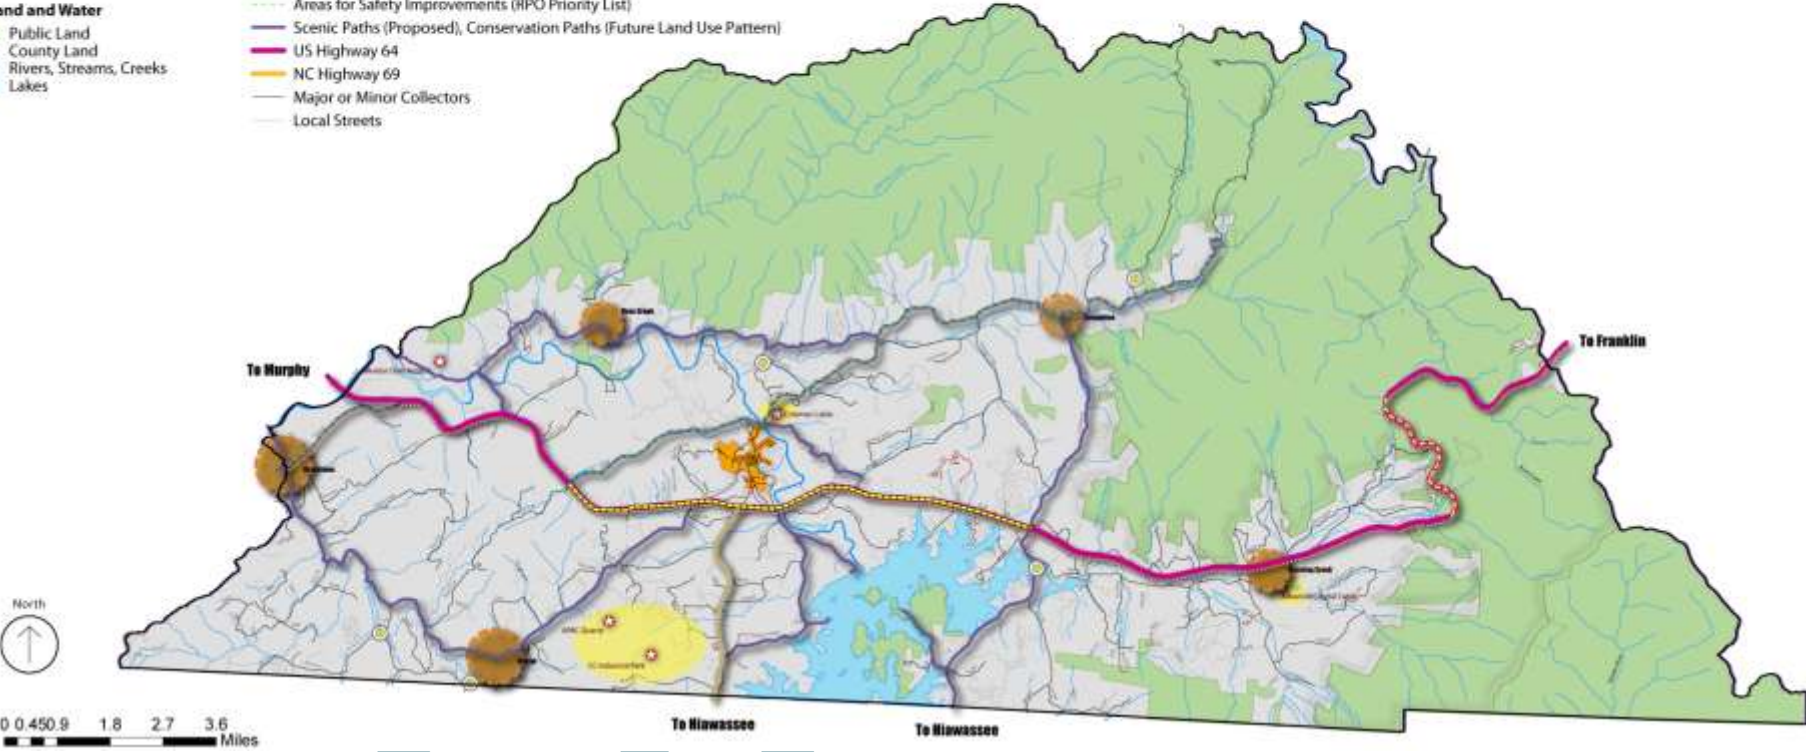 and and Water
Public Land
County Land
Rivers, Streams, Creeks
Lakes
Areas for Safety Improvements (RPO Priority List)
Scenic Paths (Proposed), Conservation Paths (Future Land Use Pattern)
US Highway 64
NC Highway 69
Major or Minor Collectors
Local Streets
To Murphy
To Franklin
North
0 0.450.9 1.8 2.7 3.6
Miles
To Hiawassee
To Hiawassee